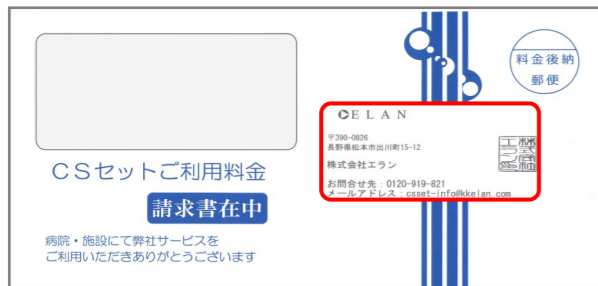 料金後納
郵便
ELAN
〒390-0826
長野県松本市出川町15-12
株式会社エラン
お問合せ先：0120-919-821
メールアドレス：csset-info@kkelan.com
CSセットご利用料金
請求書在中
病院・施設にて弊社サービスを
ご利用いただきありがとうございます